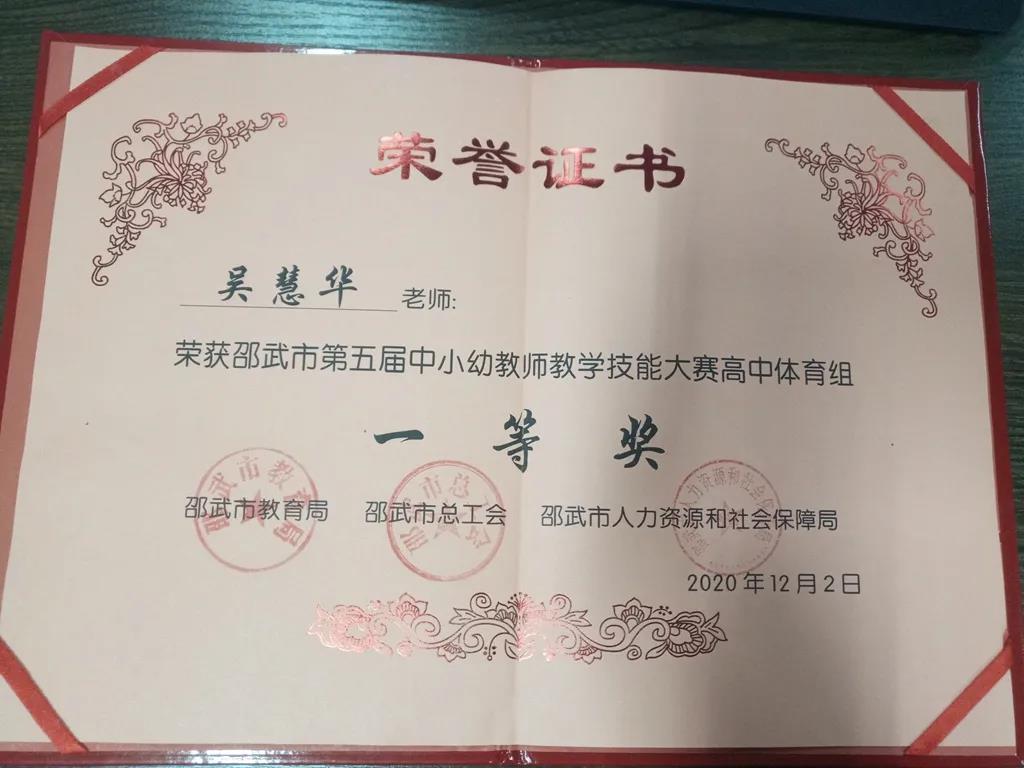 荣誉证书
吴慧华 老师:
荣获邵武市第五届中小幼教师教学技能大赛高中体育组
一等奖
邵武市教育局 邵武市总工会 邵武市人力资源和社会保障局
2020年12月2日